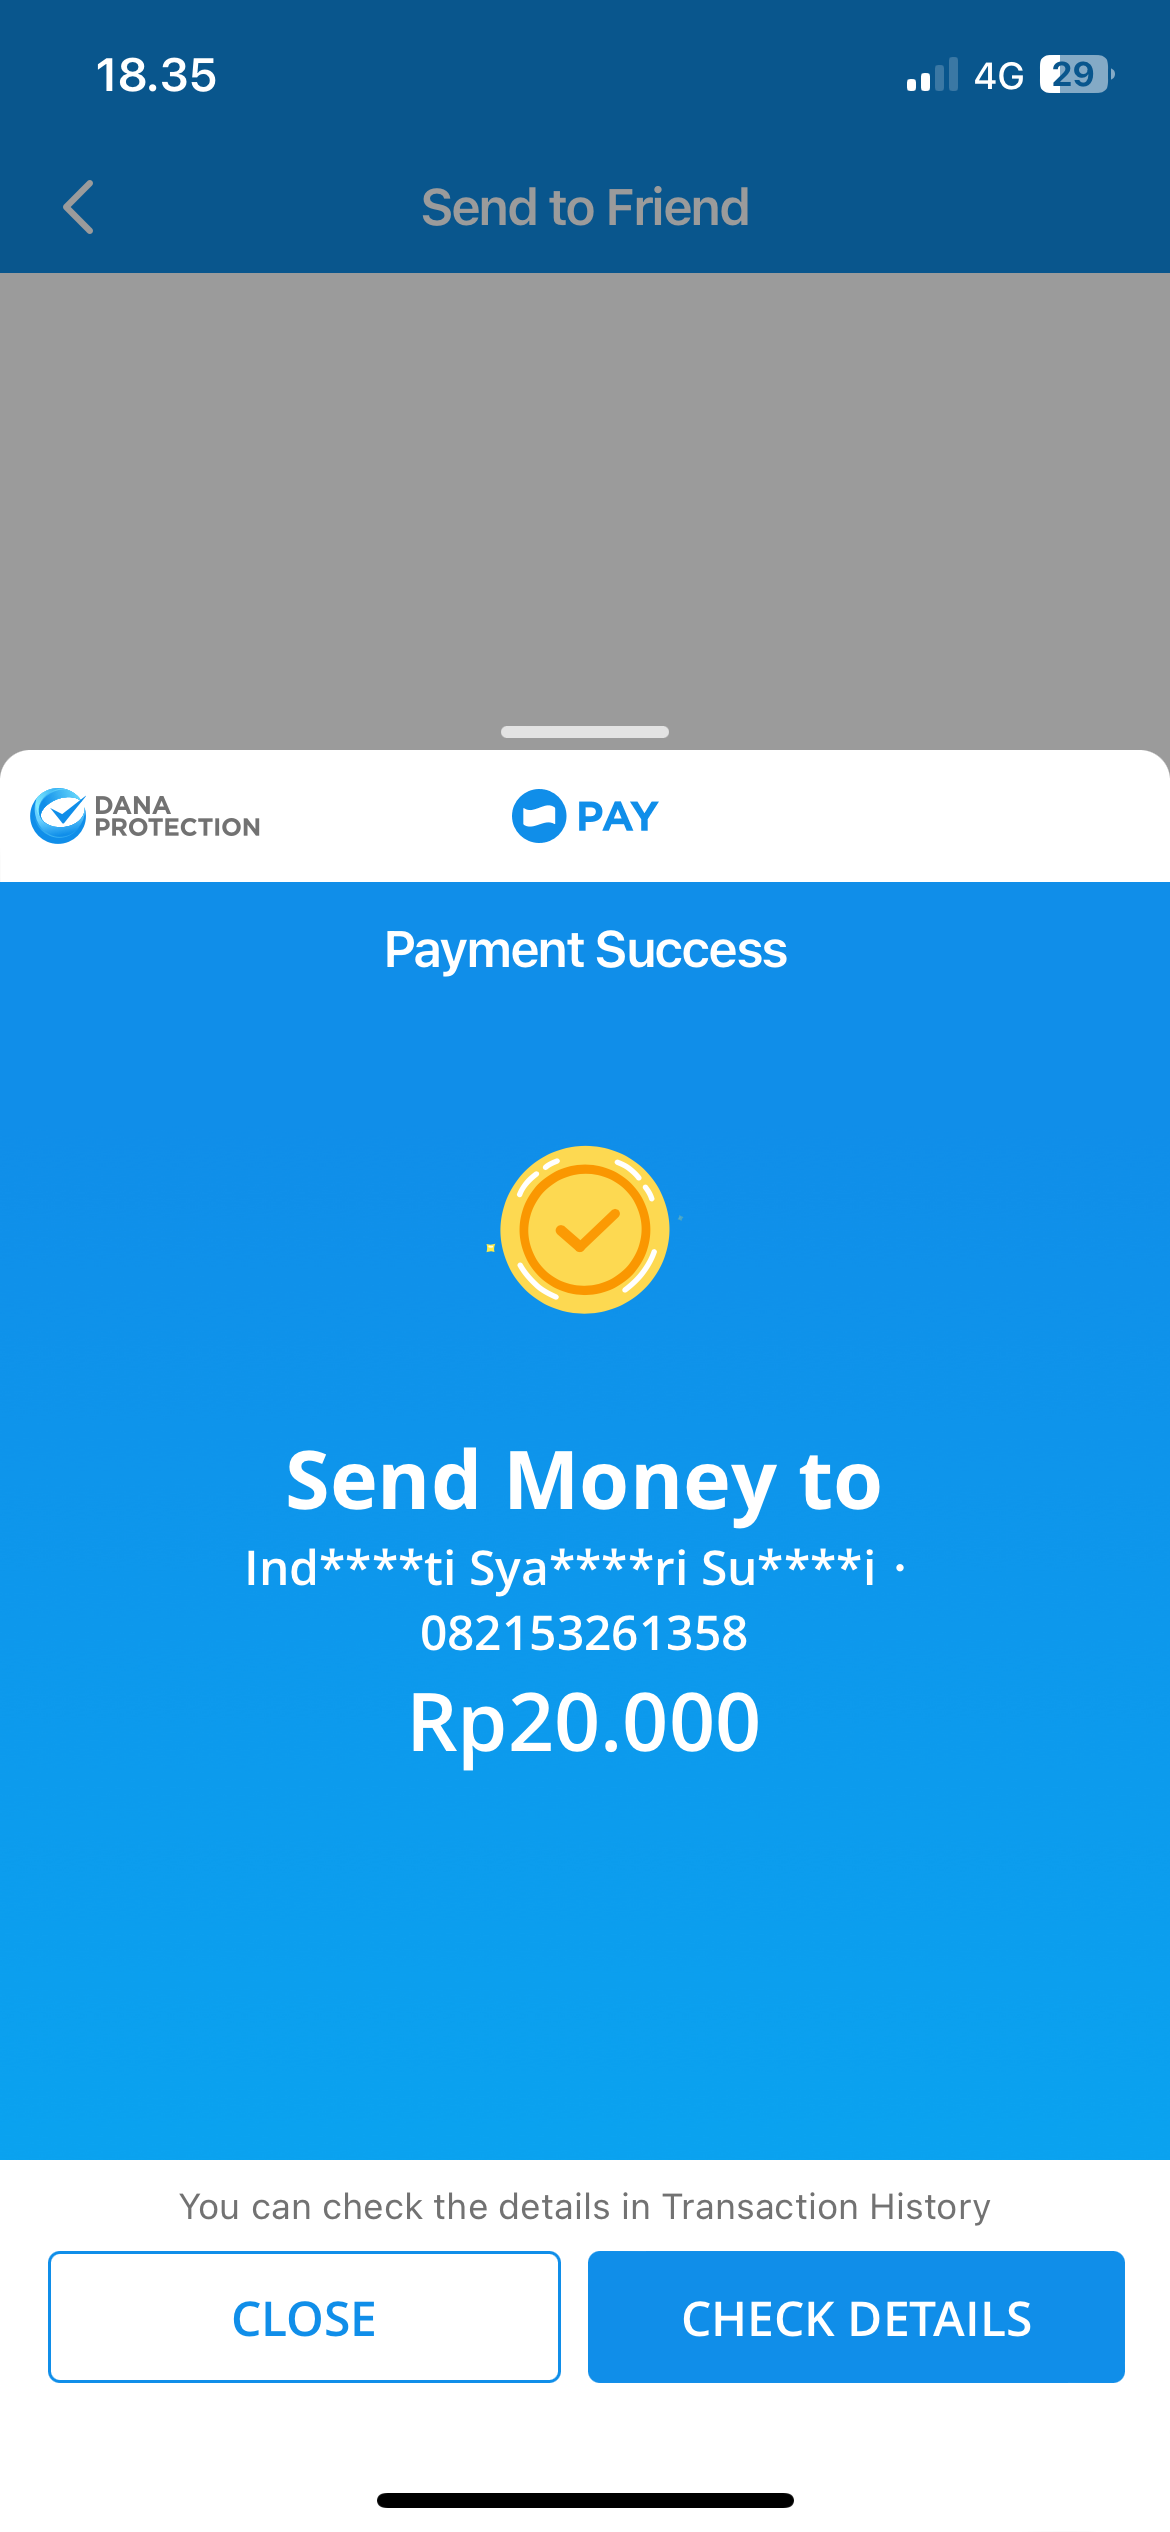 18.35
4G 29
Send to Friend
DANA
PROTECTION
PAY
Payment Success
Send Money to
Ind****ti Sya****ri Su****i •
082153261358
Rp20.000
You can check the details in Transaction History
CLOSE
CHECK DETAILS